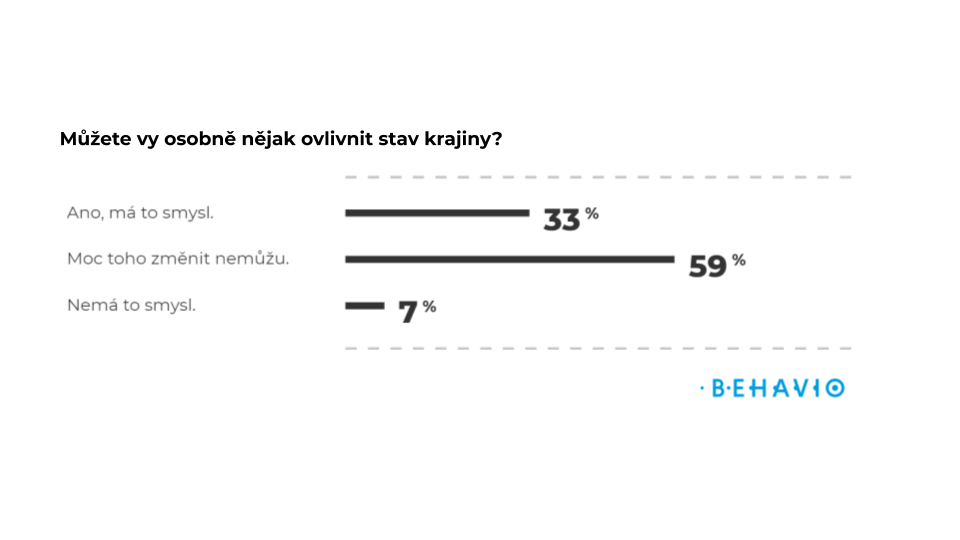 Můžete vy osobně nějak ovlivnit stav krajiny?
Ano, má to smysl.
33 %
Moc toho změnit nemůžu.
59 %
Nemá to smysl.
7 %
BEHAVIO